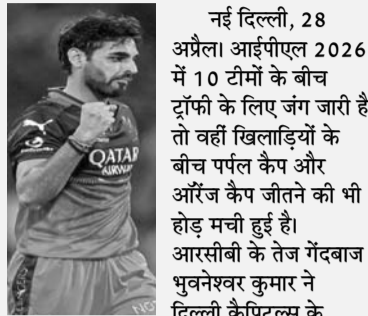 नई दिल्ली, 28
अप्रैल। आईपीएल 2026
में 10 टीमों के बीच
ट्रॉफी के लिए जंग जारी है
तो वहीं खिलाड़ियों के
बीच पर्पल कैप और
ऑरेंज कैप जीतने की भी
होड़ मची हुई है।
आरसीबी के तेज गेंदबाज
भुवनेश्वर कुमार ने
दिल्ली कैपिटल्स के
QATAR
AIRWAYS